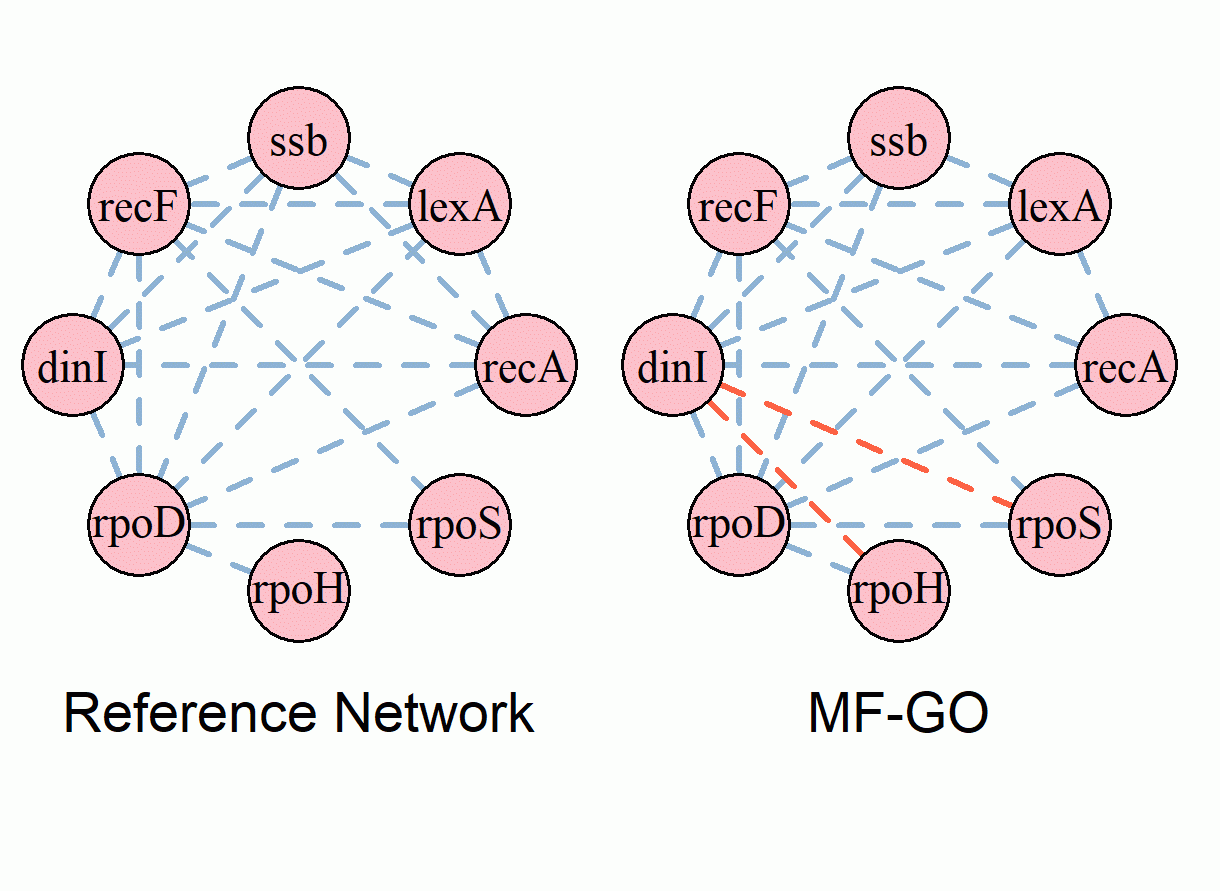 ssb
recF
lexA
dinI
recA
rpoD
rpoS
rpoH
Reference Network
ssb
recF
lexA
dinI
recA
rpoD
rpoS
rpoH
MF-GO